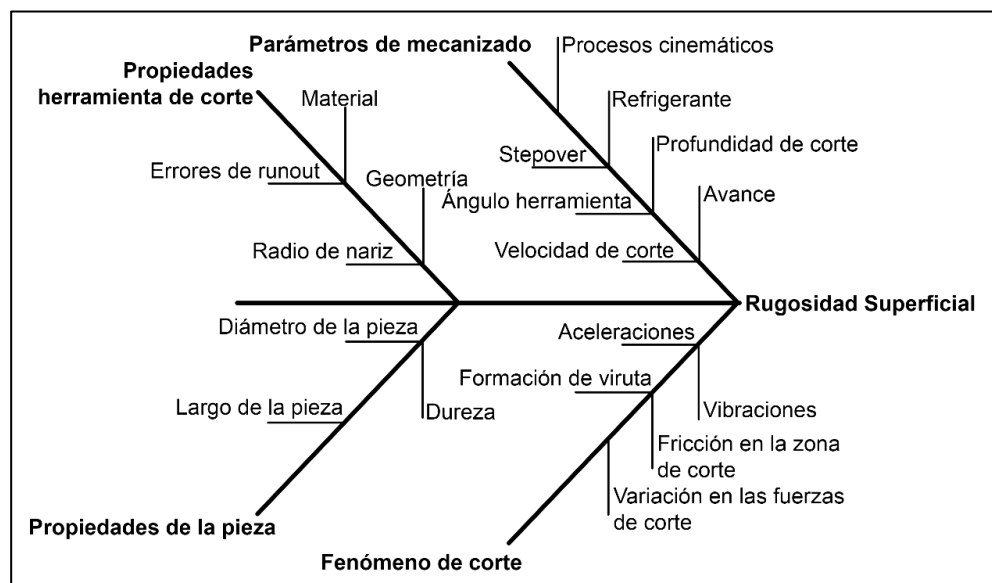 Parámetros de mecanizado
Procesos cinemáticos
Propiedades
herramienta de corte
Material
Refrigerante
Errores de runout
Stepover
Profundidad de corte
Geometría
Ángulo herramienta
Avance
Radio de nariz
Velocidad de corte
Rugosidad Superficial
Diámetro de la pieza
Aceleraciones
Formación de viruta
Largo de la pieza
Dureza
Vibraciones
Fricción en la zona
de corte
Variación en las fuerzas
de corte
Propiedades de la pieza
Fenómeno de corte